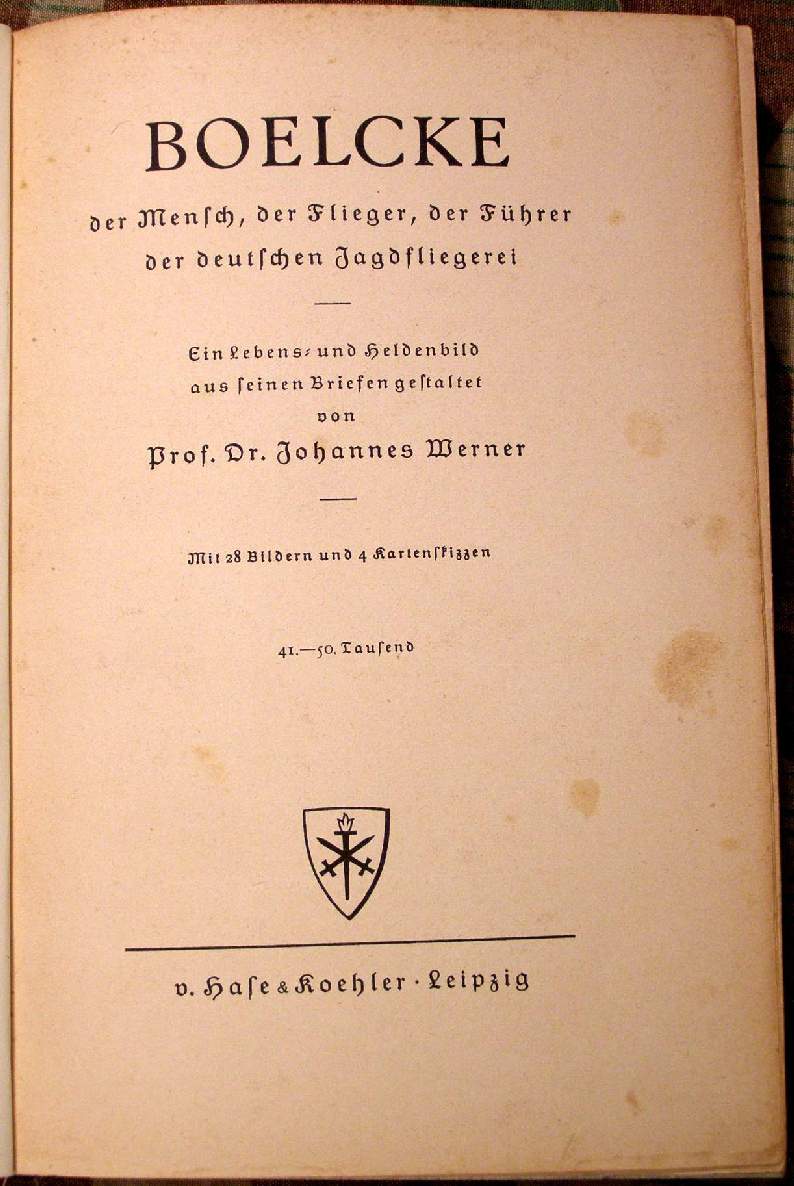 BOELCKE
der Menſch, der Flieger, der Führer
der deutſchen Jagdfliegerei
Ein Lebens- und Heldenbild
aus ſeinen Briefen geſtaltet
von
Prof. Dr. Johannes Werner
Mit 28 Bildern und 4 Kartenſkizzen
41.—50. Tauſend
v. Haſe & Koehler · Leipzig